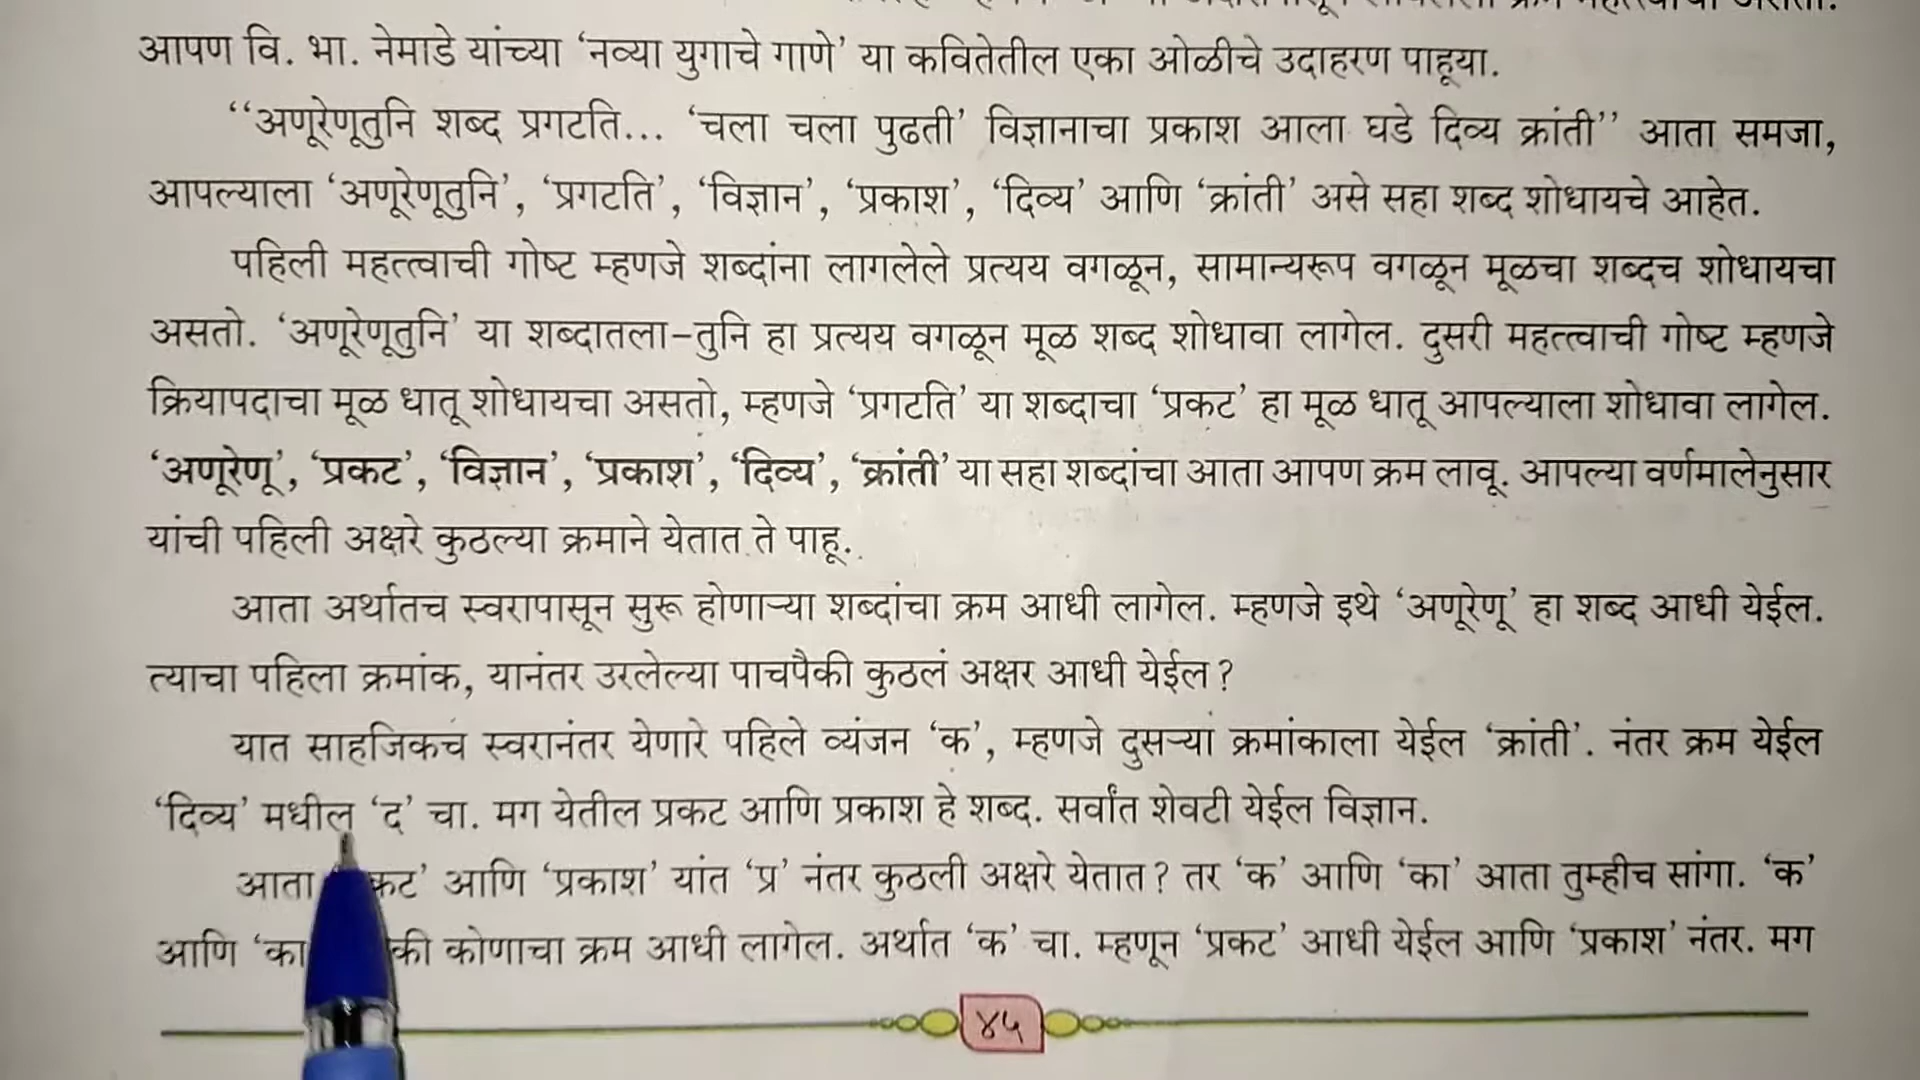 आपण वि. भा. नेमाडे यांच्या ‘नव्या युगाचे गाणे’ या कवितेतील एका ओळीचे उदाहरण पाहूया.
‘‘अणूरेणूतुनि शब्द प्रगटति... ‘चला चला पुढती’ विज्ञानाचा प्रकाश आला घडे दिव्य क्रांती’’ आता समजा,
आपल्याला ‘अणूरेणूतुनि’, ‘प्रगटति’, ‘विज्ञान’, ‘प्रकाश’, ‘दिव्य’ आणि ‘क्रांती’ असे सहा शब्द शोधायचे आहेत.
पहिली महत्त्वाची गोष्ट म्हणजे शब्दांना लागलेले प्रत्यय वगळून, सामान्यरूप वगळून मूळचा शब्दच शोधायचा
असतो. ‘अणूरेणूतुनि’ या शब्दातला-तुनि हा प्रत्यय वगळून मूळ शब्द शोधावा लागेल. दुसरी महत्त्वाची गोष्ट म्हणजे
क्रियापदाचा मूळ धातू शोधायचा असतो, म्हणजे ‘प्रगटति’ या शब्दाचा ‘प्रकट’ हा मूळ धातू आपल्याला शोधावा लागेल.
‘अणूरेणू’, ‘प्रकट’, ‘विज्ञान’, ‘प्रकाश’, ‘दिव्य’, ‘क्रांती’ या सहा शब्दांचा आता आपण क्रम लावू. आपल्या वर्णमालेनुसार
यांची पहिली अक्षरे कुठल्या क्रमाने येतात ते पाहू.
आता अर्थातच स्वरापासून सुरू होणाऱ्या शब्दांचा क्रम आधी लागेल. म्हणजे इथे ‘अणूरेणू’ हा शब्द आधी येईल.
त्याचा पहिला क्रमांक, यानंतर उरलेल्या पाचपैकी कुठलं अक्षर आधी येईल?
यात साहजिकच स्वरानंतर येणारे पहिले व्यंजन ‘क’, म्हणजे दुसऱ्या क्रमांकाला येईल ‘क्रांती’. नंतर क्रम येईल
‘दिव्य’ मधील ‘द’ चा. मग येतील प्रकट आणि प्रकाश हे शब्द. सर्वांत शेवटी येईल विज्ञान.
आता कट’ आणि ‘प्रकाश’ यांत ‘प्र’ नंतर कुठली अक्षरे येतात? तर ‘क’ आणि ‘का’ आता तुम्हीच सांगा. ‘क’
आणि ‘का की कोणाचा क्रम आधी लागेल. अर्थात ‘क’ चा. म्हणून ‘प्रकट’ आधी येईल आणि ‘प्रकाश’ नंतर. मग
४५